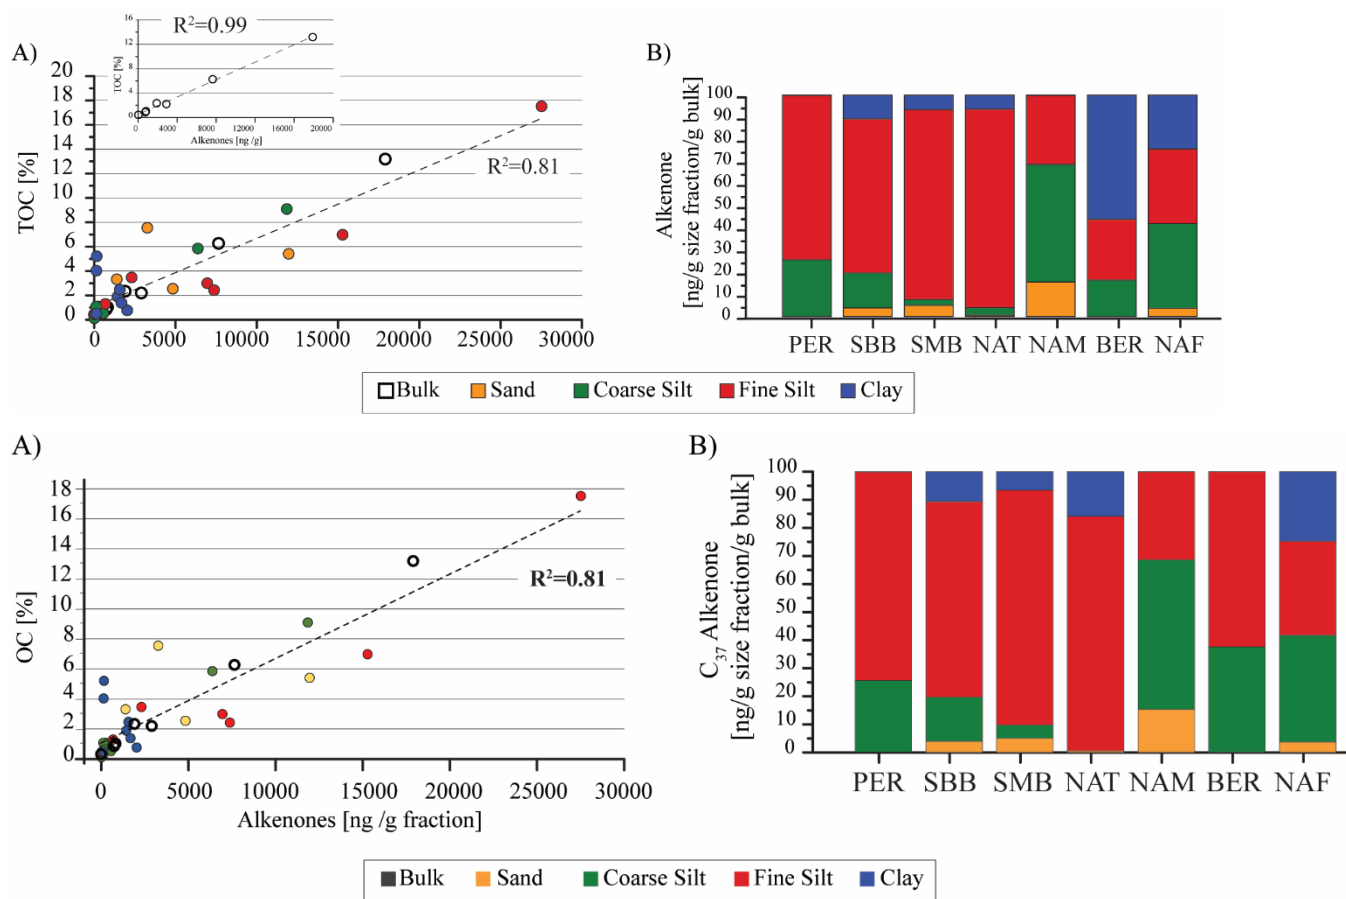 A)
R²=0.99
TOC [%]
16
12
8
4
0
0 4000 8000 12000 16000 20000
Alkenones [ng /g]
TOC [%]
20
18
16
14
12
10
8
6
4
2
0
R²=0.81
0 5000 10000 15000 20000 25000 30000
B)
Alkenone
[ng/g size fraction/g bulk]
100
90
80
70
60
50
40
30
20
10
0
PER SBB SMB NAT NAM BER NAF
Bulk Sand Coarse Silt Fine Silt Clay
A)
OC [%]
18
16
14
12
10
8
6
4
2
0
R²=0.81
0 5000 10000 15000 20000 25000 30000
Alkenones [ng /g fraction]
B)
C₃₇ Alkenone
[ng/g size fraction/g bulk]
100
90
80
70
60
50
40
30
20
10
0
PER SBB SMB NAT NAM BER NAF
Bulk Sand Coarse Silt Fine Silt Clay